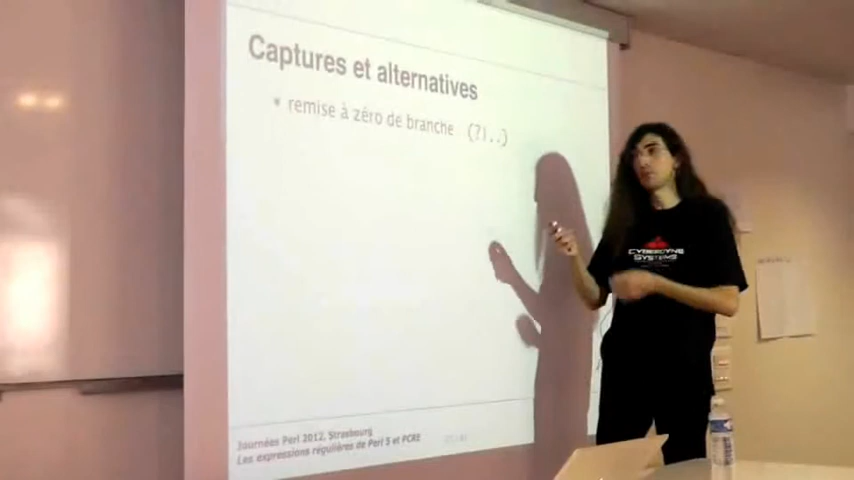 Captures et alternatives
• remise à zéro de branche (?|..)
CYBERDYNE
SYSTEMS
Journées Perl 2012, Strasbourg
Les expressions régulières de Perl 5 et PCRE